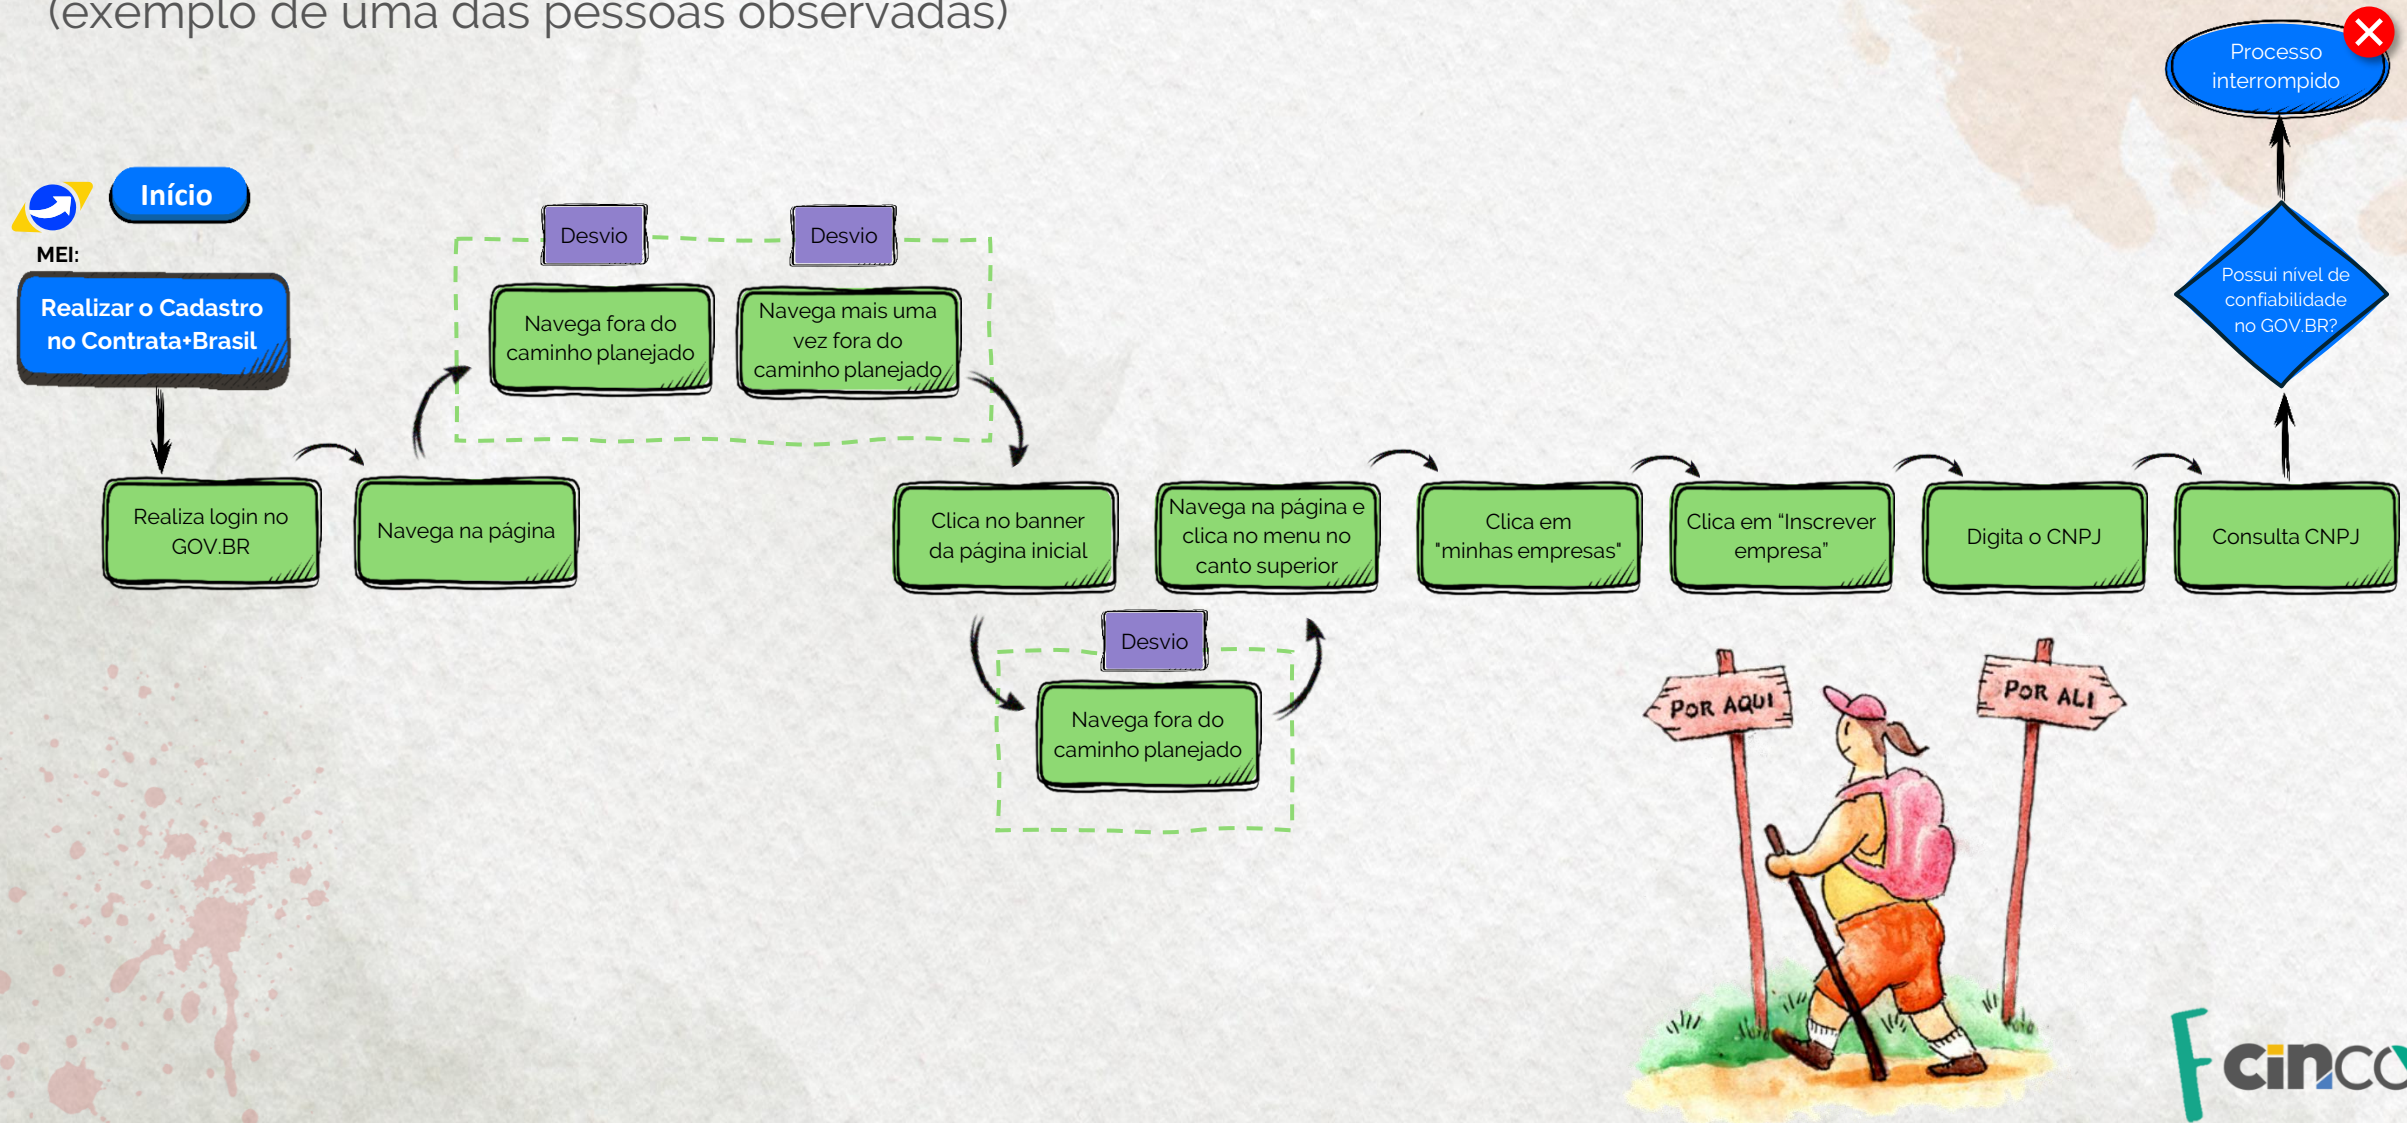 (exemplo de uma das pessoas observadas)
Processo
interrompido
Início
MEI:
Realizar o Cadastro
no Contrata+Brasil
Desvio
Desvio
Navega fora do
caminho planejado
Navega mais uma
vez fora do
caminho planejado
Possui nível de
confiabilidade
no GOV.BR?
Realiza login no
GOV.BR
Navega na página
Clica no banner
da página inicial
Navega na página e
clica no menu no
canto superior
Clica em
"minhas empresas"
Clica em “Inscrever
empresa”
Digita o CNPJ
Consulta CNPJ
Desvio
Navega fora do
caminho planejado
POR AQUI
POR ALI